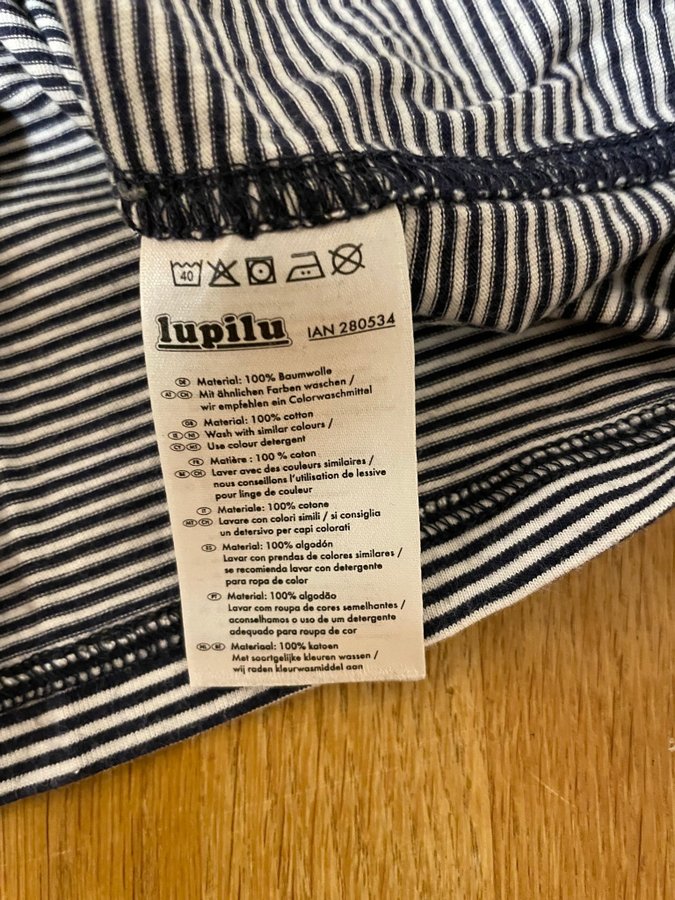 40
lupilu IAN 280534
DE Material: 100% Baumwolle
AT CH Mit ähnlichen Farben waschen /
wir empfehlen ein Colorwaschmittel
GB Material: 100% cotton
IE NI Wash with similar colours /
CY MT Use colour detergent
FR Matière : 100 % coton
BE CH Laver avec des couleurs similaires /
nous conseillons l'utilisation de lessive
pour linge de couleur
IT Materiale: 100% cotone
MT CH Lavare con colori simili / si consiglia
un detersivo per capi colorati
ES Material: 100% algodón
Lavar con prendas de colores similares /
se recomienda lavar con detergente
para ropa de color
PT Material: 100% algodão
Lavar com roupa de cores semelhantes /
aconselhamos o uso de um detergente
adequado para roupa de cor
NL BE Materiaal: 100% katoen
Met soortgelijke kleuren wassen /
wij raden kleurwasmiddel aan